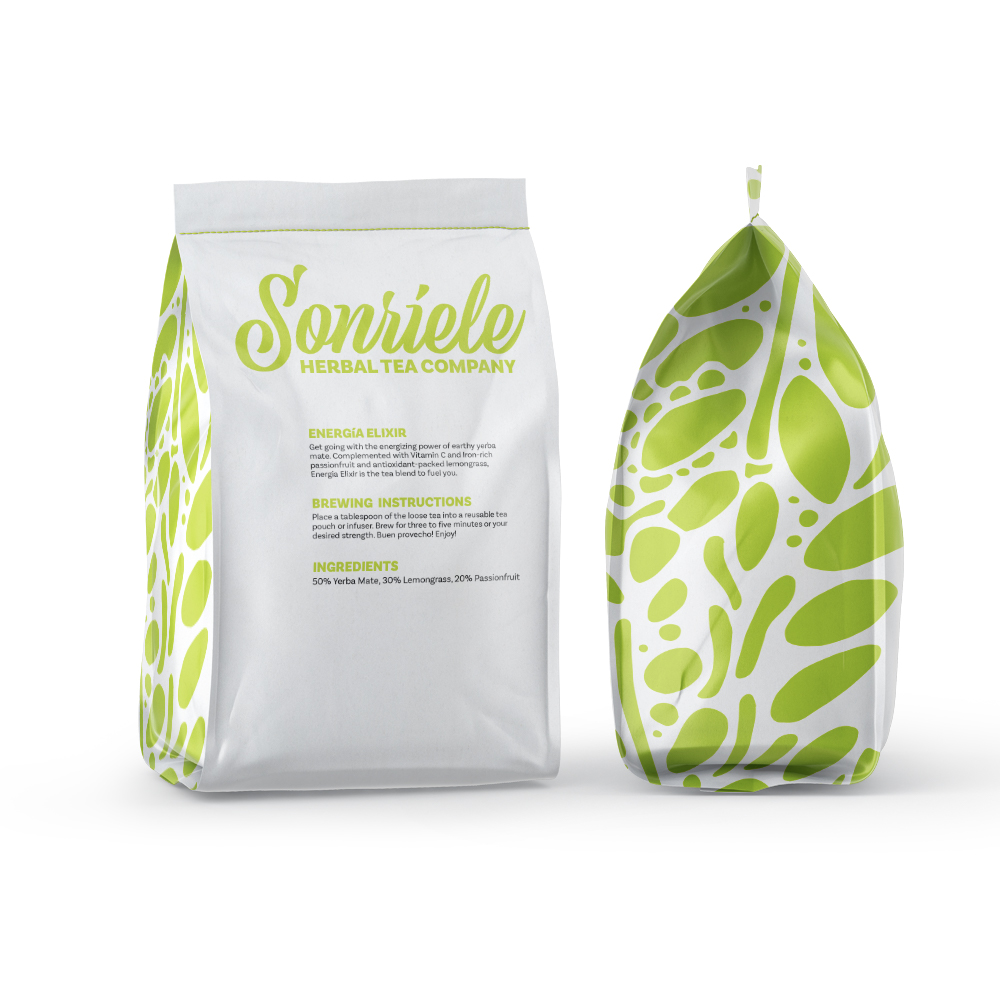 Sonríele
HERBAL TEA COMPANY
ENERGíA ELIXIR
Get going with the energizing power of earthy yerba
mate. Complemented with Vitamin C and Iron-rich
passionfruit and antioxidant-packed lemongrass,
Energía Elixir is the tea blend to fuel you.
BREWING INSTRUCTIONS
Place a tablespoon of the loose tea into a reusable tea
pouch or infuser. Brew for three to five minutes or your
desired strength. Buen provecho! Enjoy!
INGREDIENTS
50% Yerba Mate, 30% Lemongrass, 20% Passionfruit